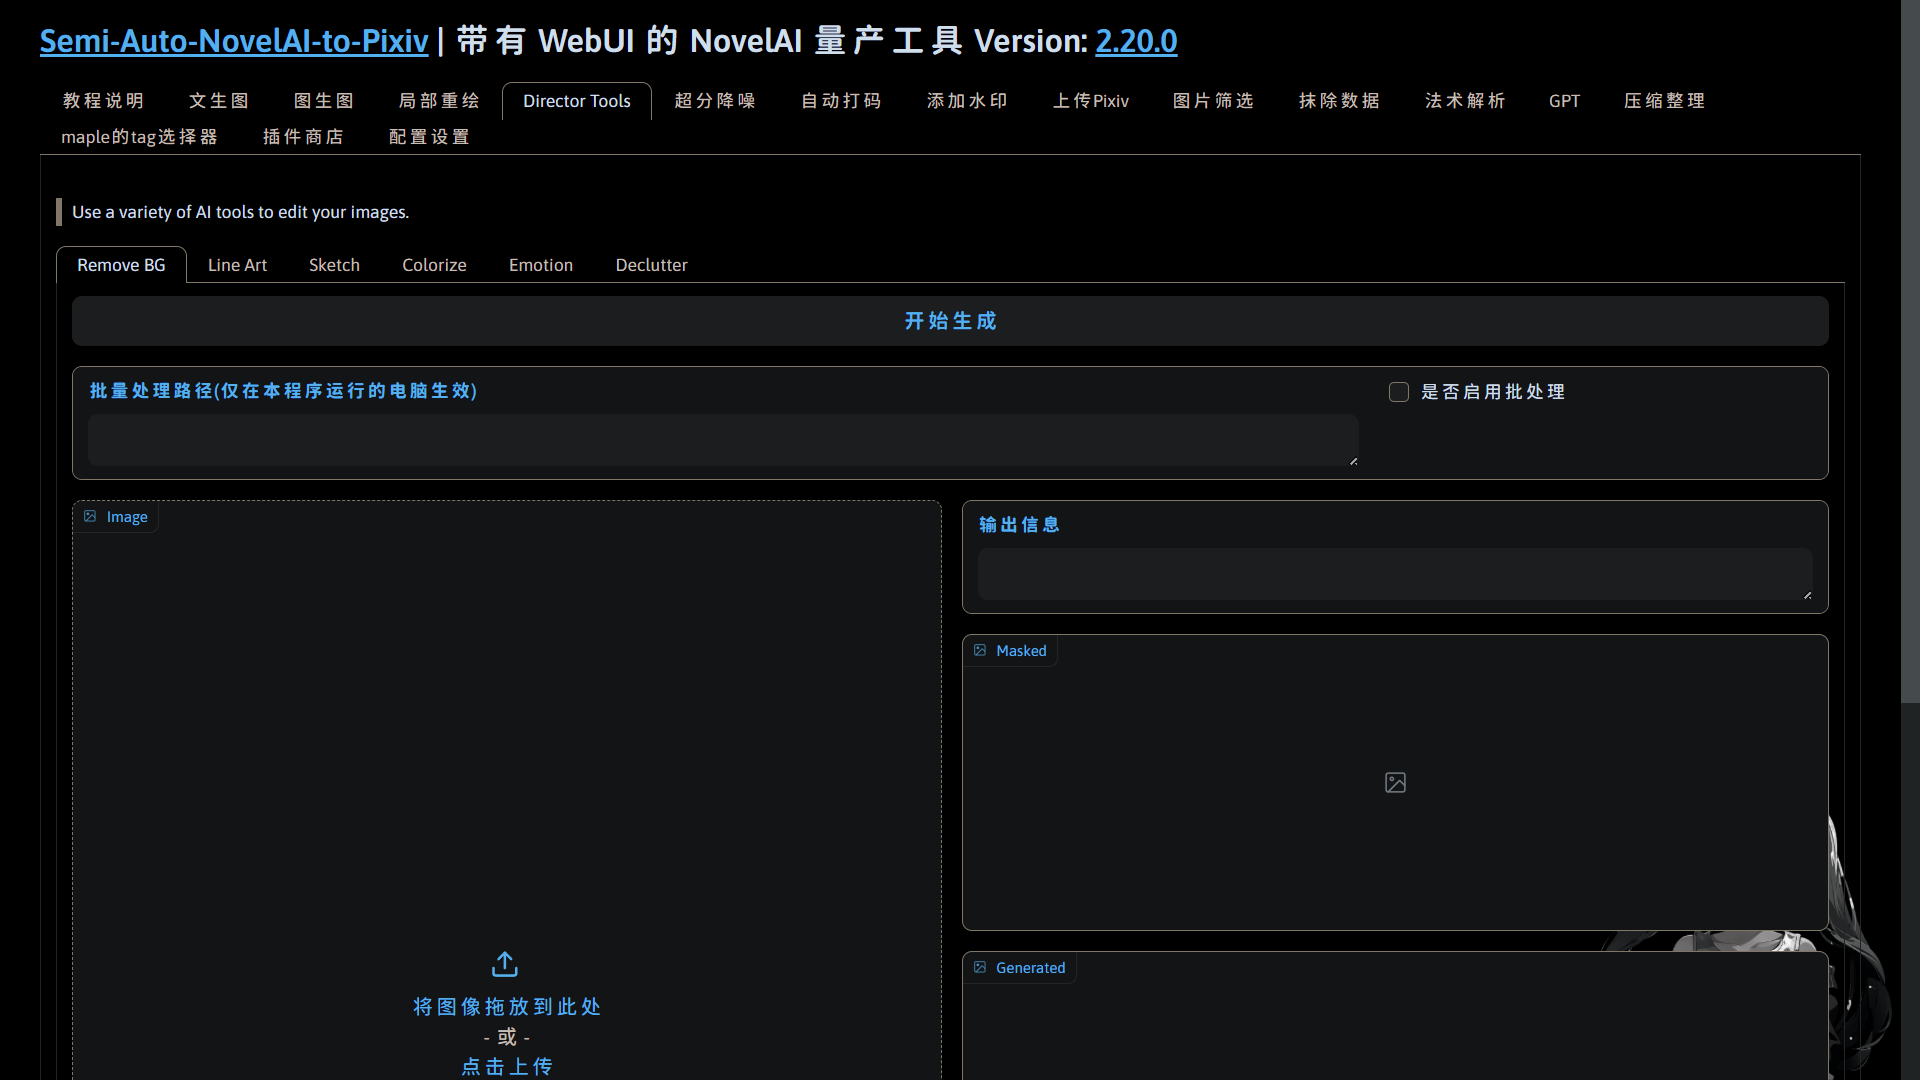 Semi-Auto-NovelAI-to-Pixiv | 带有 WebUI 的 NovelAI 量产工具 Version: 2.20.0
教程说明 文生图 图生图 局部重绘 Director Tools 超分降噪 自动打码 添加水印 上传Pixiv 图片筛选 抹除数据 法术解析 GPT 压缩整理
maple的tag选择器 插件商店 配置设置
Use a variety of AI tools to edit your images.
Remove BG Line Art Sketch Colorize Emotion Declutter
开始生成
批量处理路径(仅在本程序运行的电脑生效)
是否启用批处理
Image
输出信息
Masked
Generated
将图像拖放到此处
- 或 -
点击上传